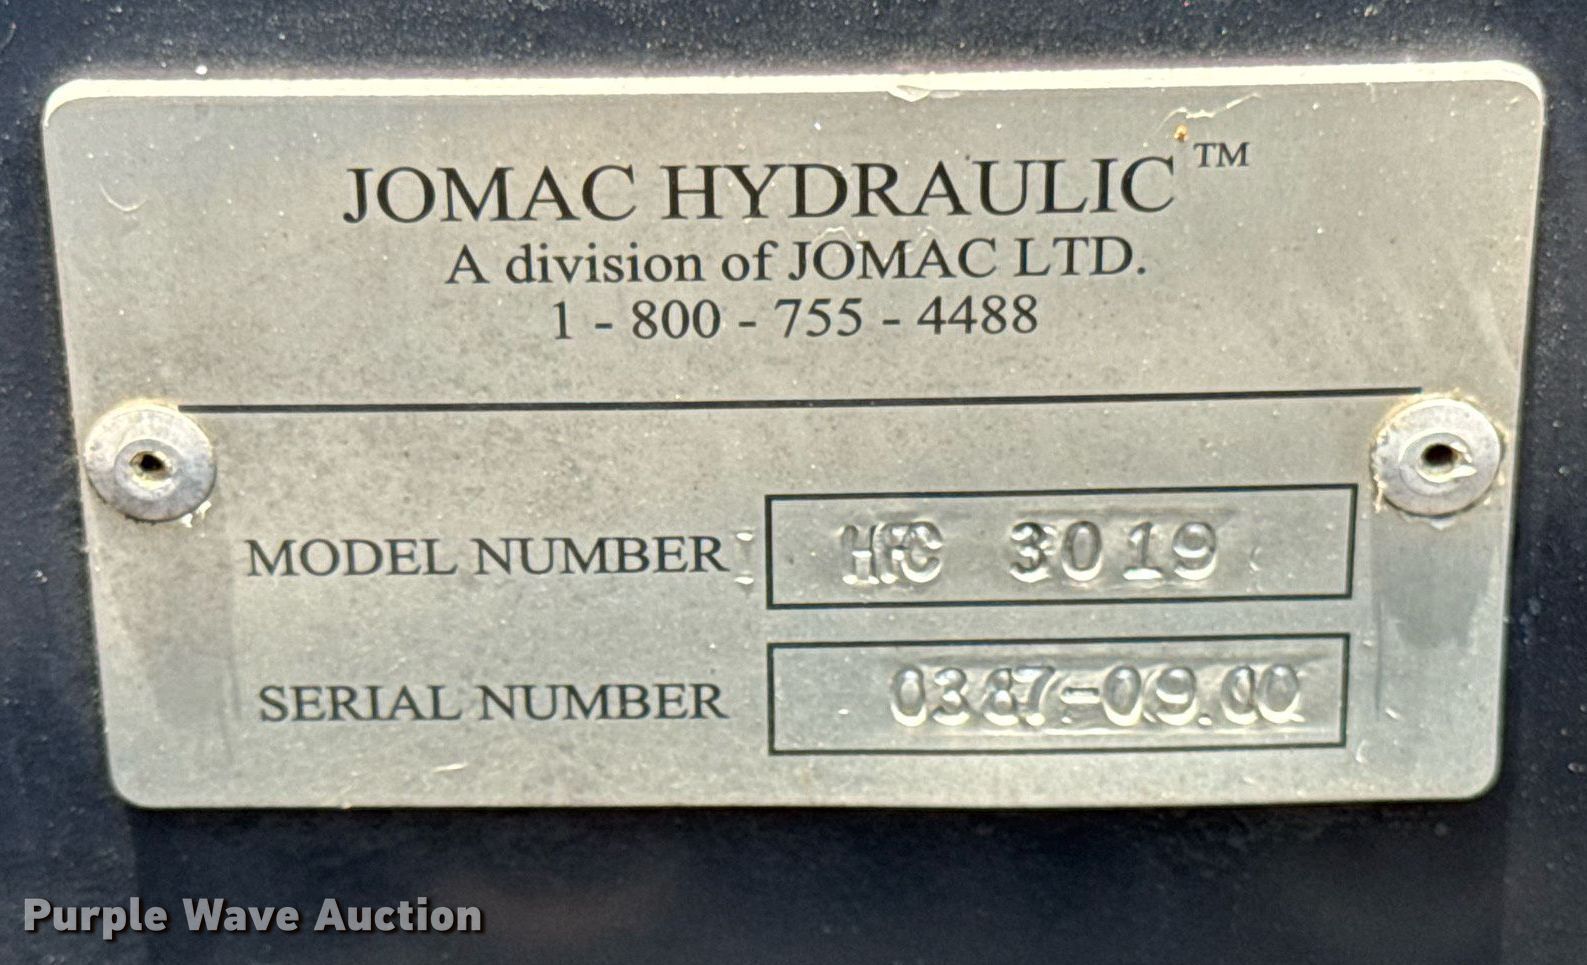 JOMAC HYDRAULIC™
A division of JOMAC LTD.
1 - 800 - 755 - 4488
MODEL NUMBER HFC 3019
SERIAL NUMBER 0387-09.00
Purple Wave Auction